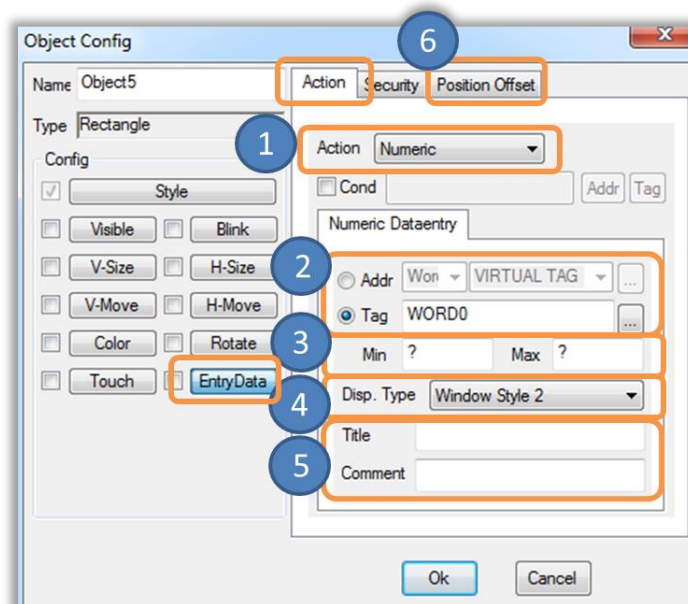 6
Object Config
Name Object5
Action Security Position Offset
Type Rectangle
1
Action Numeric
Config
Style
Cond Addr Tag
Visible Blink
Numeric Dataentry
V-Size H-Size
2
Addr Wor VIRTUAL TAG ...
V-Move H-Move
Tag WORD0 ...
Color Rotate
3
Min ? Max ?
Touch EntryData
4
Disp. Type Window Style 2
Title
5
Comment
Ok Cancel